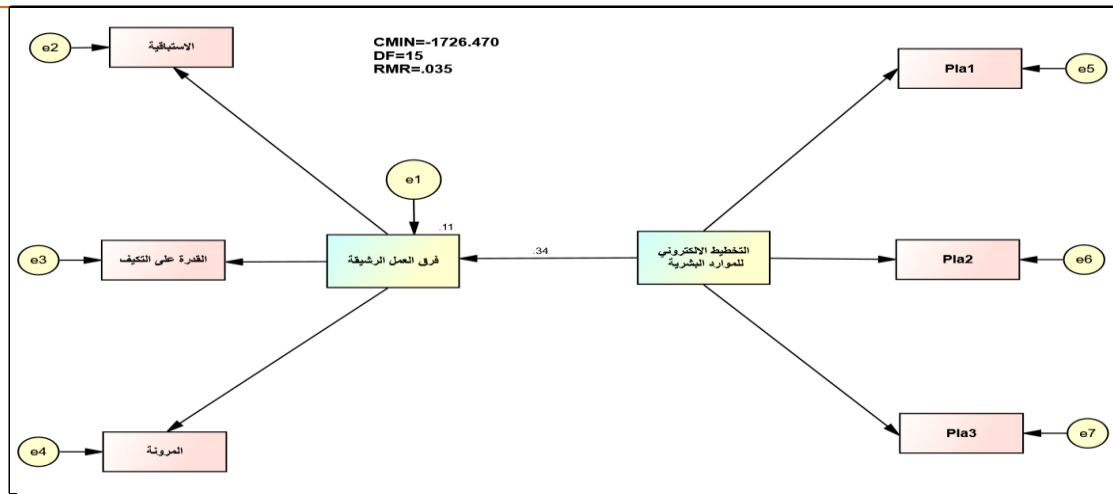 e2
الاستباقية
CMIN=-1726.470
DF=15
RMR=.035
Pla1
e5
e1
.11
.34
e3
القدرة على التكيف
فرق العمل الرشيقة
التخطيط الالكتروني
للموارد البشرية
Pla2
e6
e4
المرونة
Pla3
e7